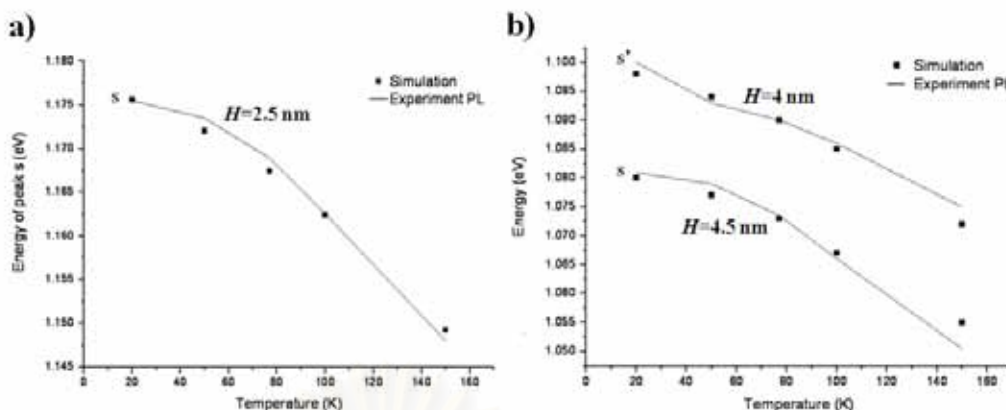 a)
1.180
1.175
1.170
1.165
1.160
1.155
1.150
1.145
Energy of peak s (eV)
s
H=2.5 nm
Simulation
Experiment PL
0 20 40 60 80 100 120 140 160
Temperature (K)
b)
1.100
1.095
1.090
1.085
1.080
1.075
1.070
1.065
1.060
1.055
1.050
Energy (eV)
s'
s
H=4 nm
H=4.5 nm
Simulation
Experiment PL
0 20 40 60 80 100 120 140 160
Temperature (K)